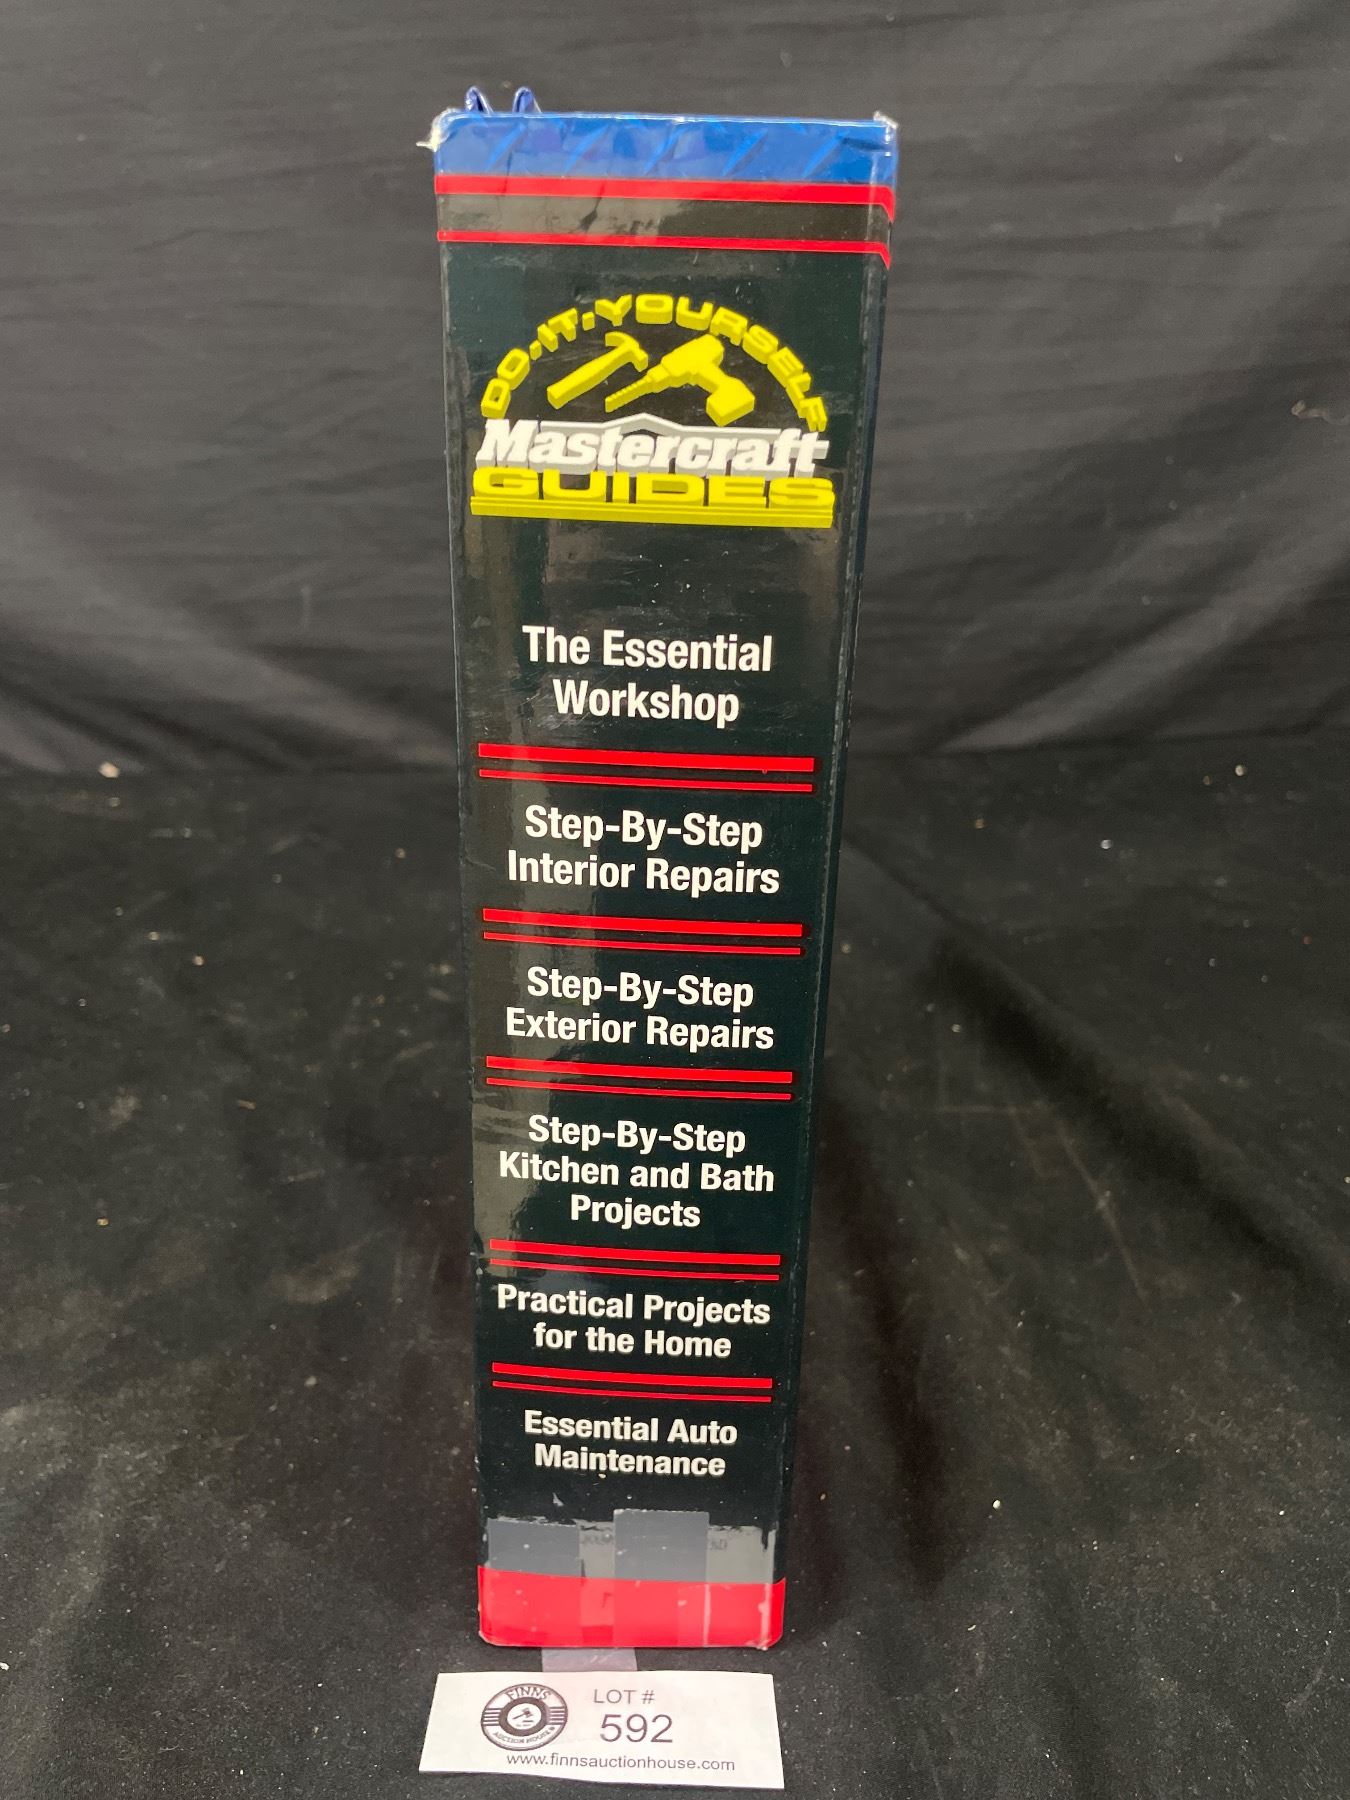 DO-IT-YOURSELF
Mastercraft
GUIDES
The Essential
Workshop
Step-By-Step
Interior Repairs
Step-By-Step
Exterior Repairs
Step-By-Step
Kitchen and Bath
Projects
Practical Projects
for the Home
Essential Auto
Maintenance
FINNS
AUCTION HOUSE
LOT #
592
www.finnsauctionhouse.com